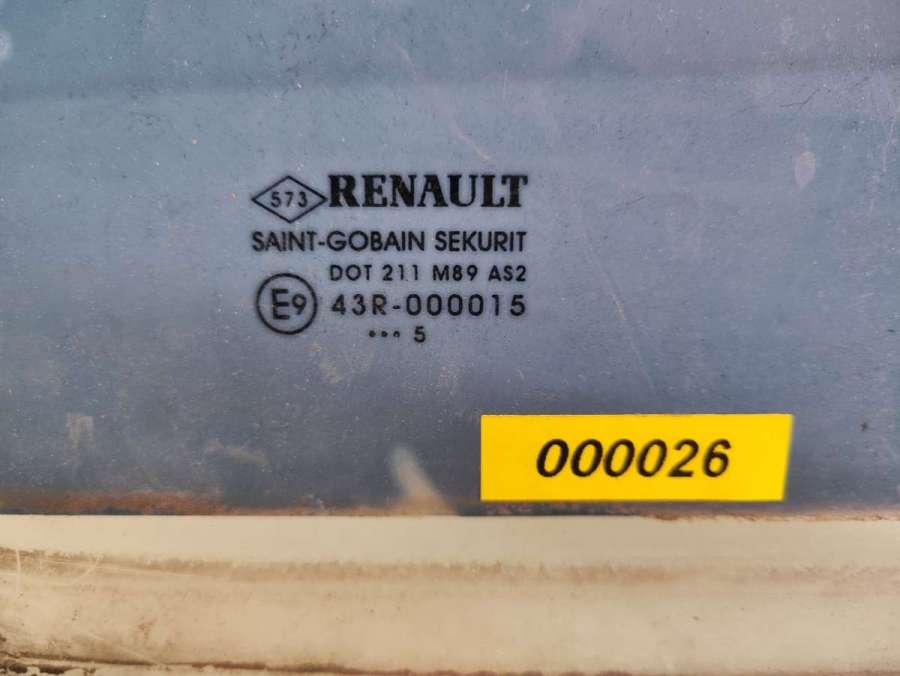 573 RENAULT
SAINT-GOBAIN SEKURIT
DOT 211 M89 AS2
E9 43R-000015
••• 5
000026